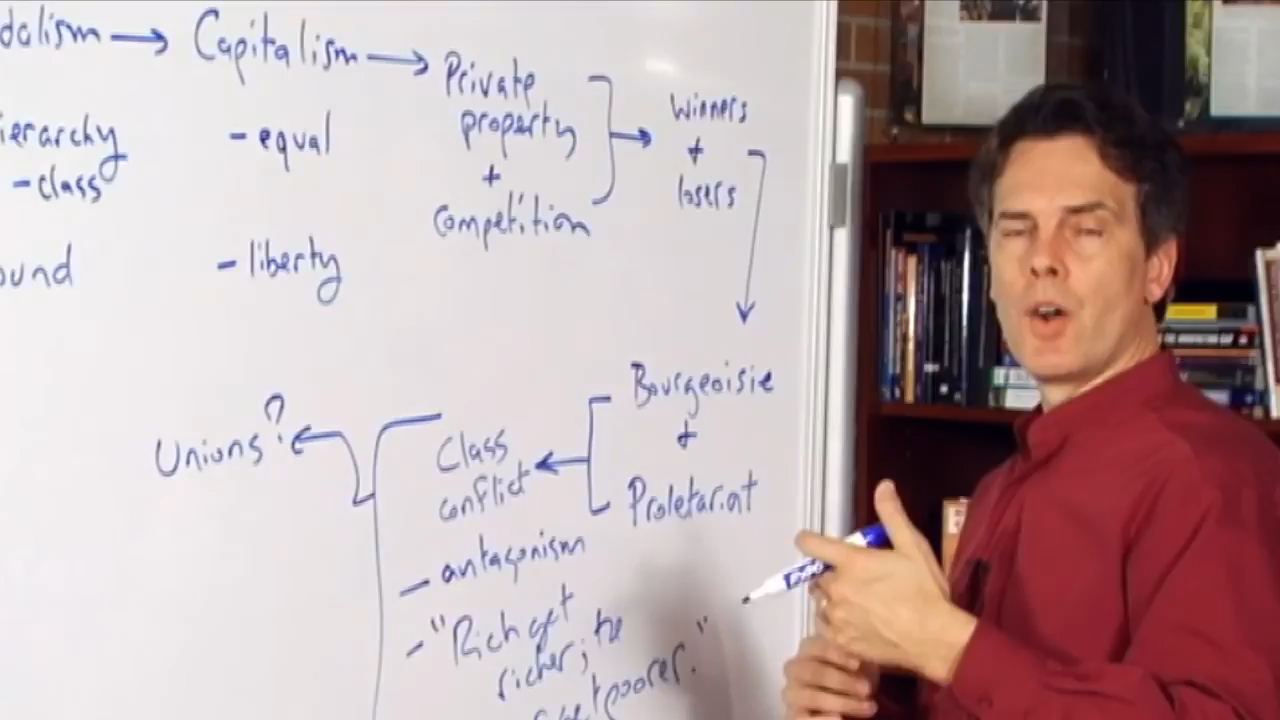 dalism → Capitalism → Private
property
+
competition
winners
+
losers
ierarchy
- class
- equal
ound
- liberty
Bourgeoisie
+
Proletariat
Class
conflict
Unions?
- antagonism
- "Rich get
richer; the
get poorer."